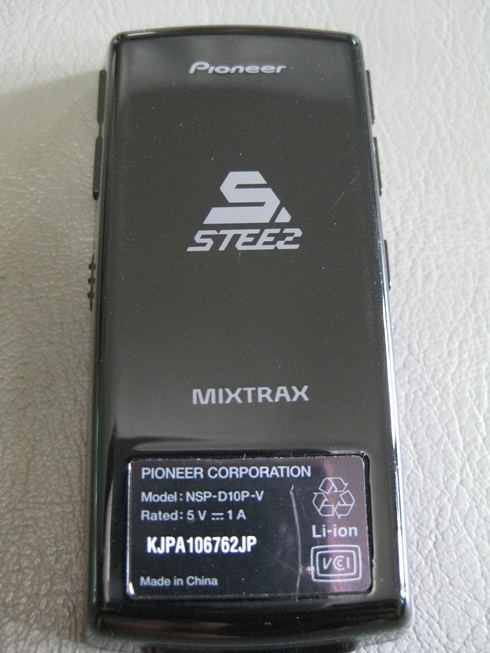 Pioneer
S.
STEEZ
MIXTRAX
PIONEER CORPORATION
Model: NSP-D10P-V
Rated: 5 V ⎓ 1 A
KJPA106762JP
Li-ion
VCI
Made in China